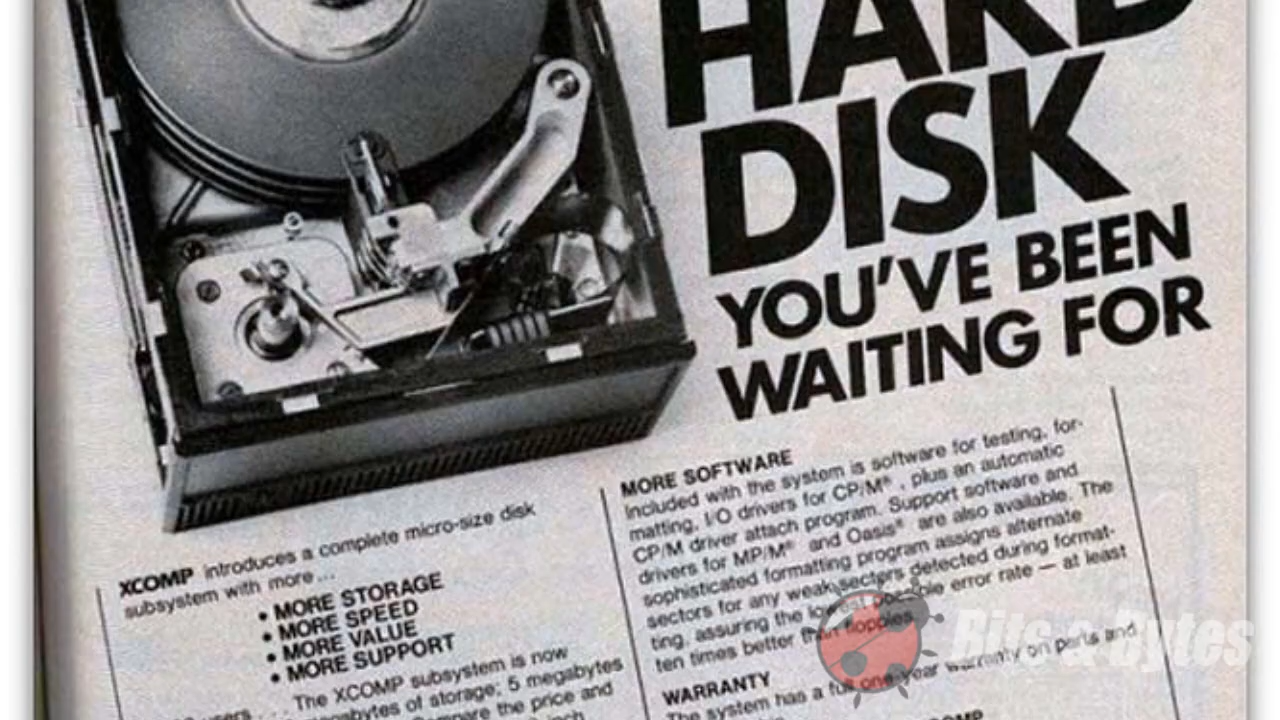 HARD
DISK
YOU'VE BEEN
WAITING FOR
XCOMP introduces a complete micro-size disk
subsystem with more ...
• MORE STORAGE
• MORE SPEED
• MORE VALUE
• MORE SUPPORT
The XCOMP subsystem is now
users . . . of storage: 5 megabytes
the price and
MORE SOFTWARE
Included with the system is software for testing, for-
matting, I/O drivers for CP/M®, plus an automatic
CP/M driver attach program. Support software and
drivers for MP/M® and Oasis® are also available. The
sophisticated formatting program assigns alternate
sectors for any weak sectors detected during format-
ting, assuring the lowest possible error rate — at least
ten times better than floppies.
WARRANTY
The system has a full one-year warranty on parts and
Bits & Bytes